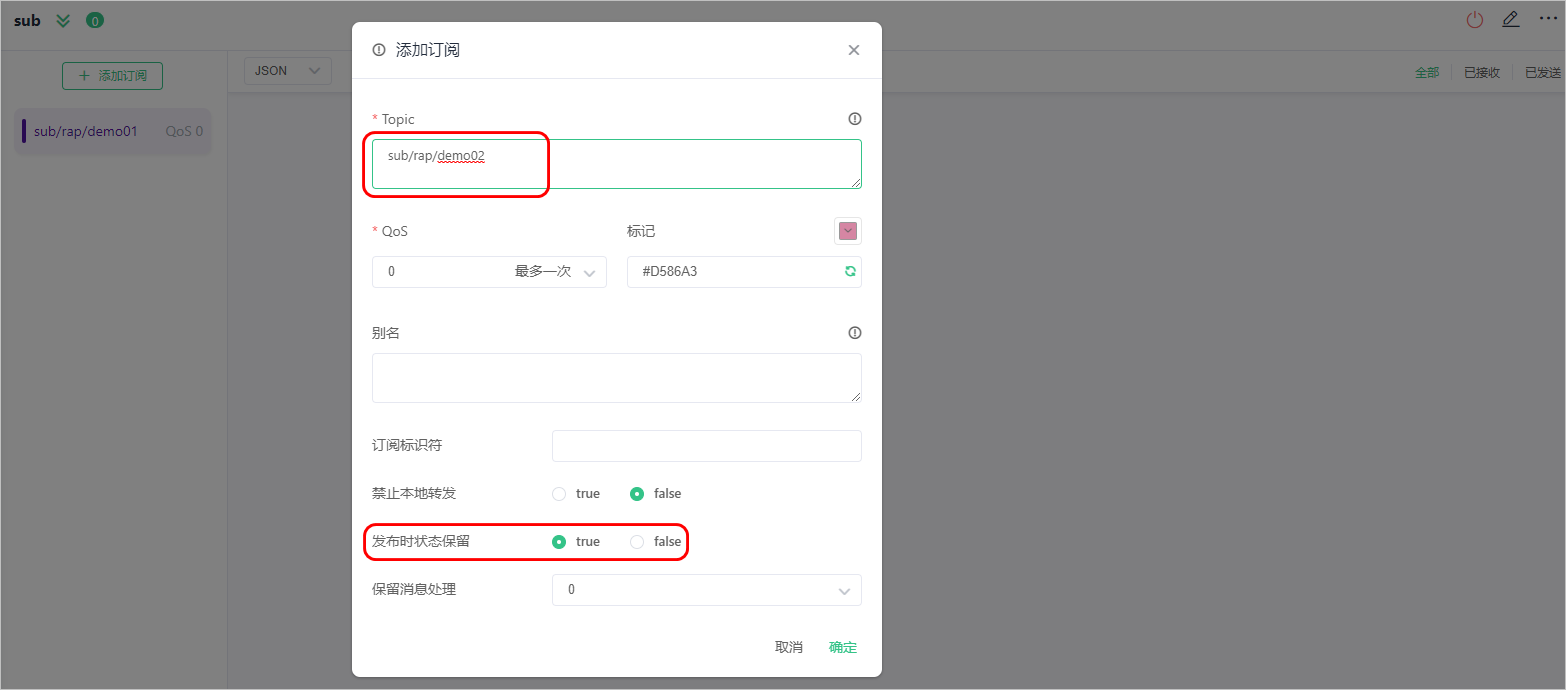 sub 0
添加订阅
sub/rap/demo01 QoS 0
JSON
全部 已接收 已发送
添加订阅
* Topic
sub/rap/demo02
* QoS 标记
0 最多一次 #D586A3
别名
订阅标识符
禁止本地转发 true false
发布时状态保留 true false
保留消息处理 0
取消 确定